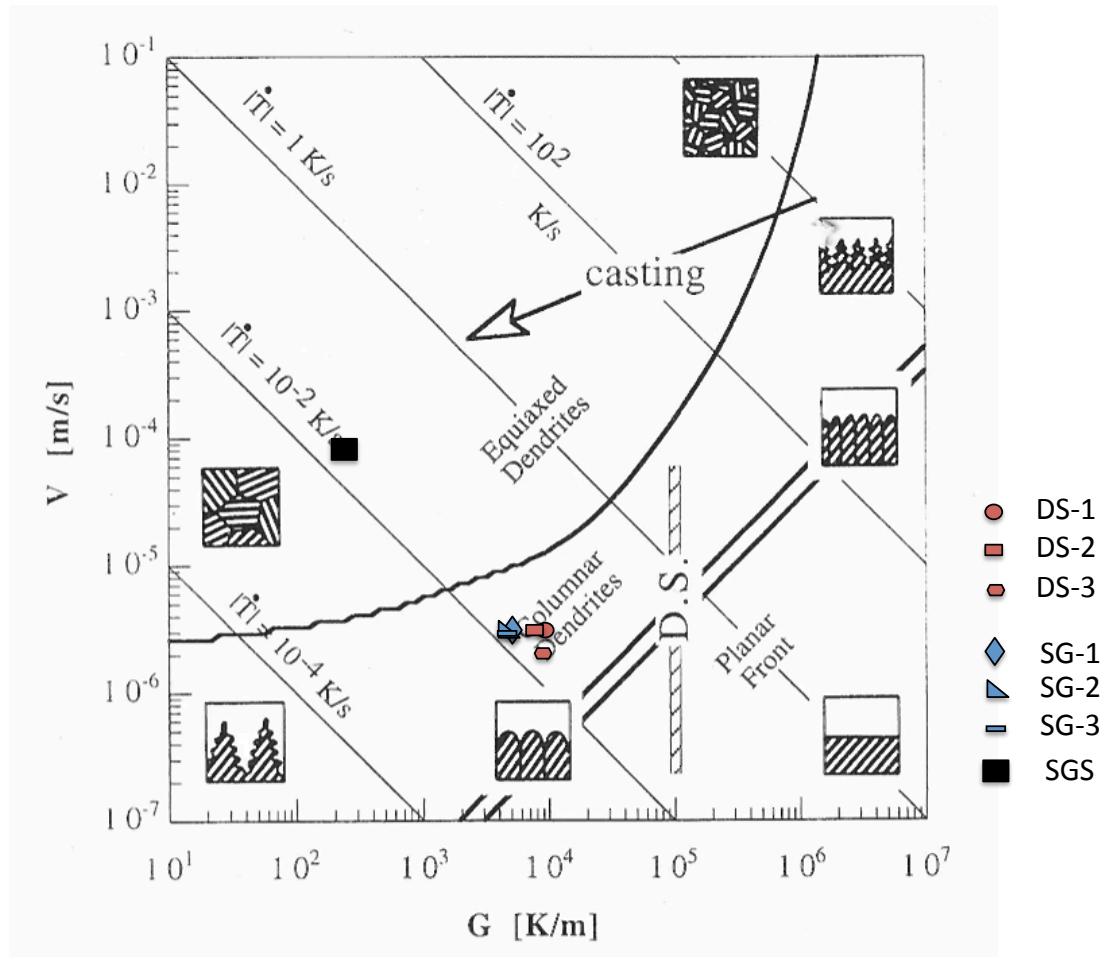 10⁻¹
10⁻²
10⁻³
10⁻⁴
10⁻⁵
10⁻⁶
10⁻⁷
V [m/s]
|Ṫ| = 1 K/s
|Ṫ| = 10²
K/s
casting
|Ṫ| = 10-2 K/s
Equiaxed
Dendrites
|Ṫ| = 10-4 K/s
Columnar
Dendrites
D.S.
Planar
Front
10¹
10²
10³
10⁴
10⁵
10⁶
10⁷
G [K/m]
DS-1
DS-2
DS-3
SG-1
SG-2
SG-3
SGS